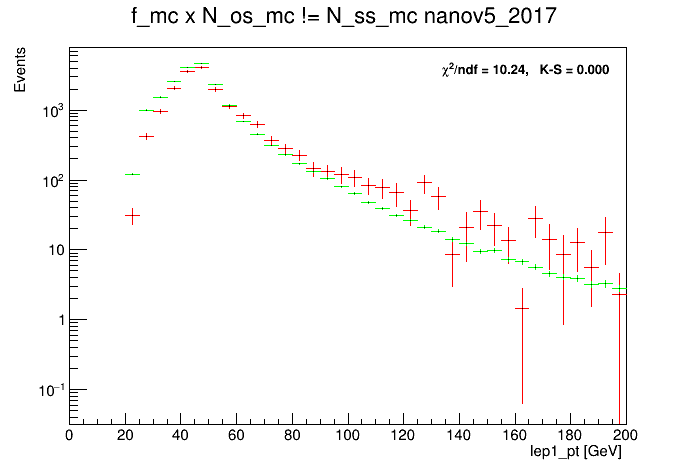 f_mc x N_os_mc != N_ss_mc nanov5_2017
Events
χ²/ndf = 10.24, K-S = 0.000
10³
10²
10
1
10⁻¹
0 20 40 60 80 100 120 140 160 180 200
lep1_pt [GeV]